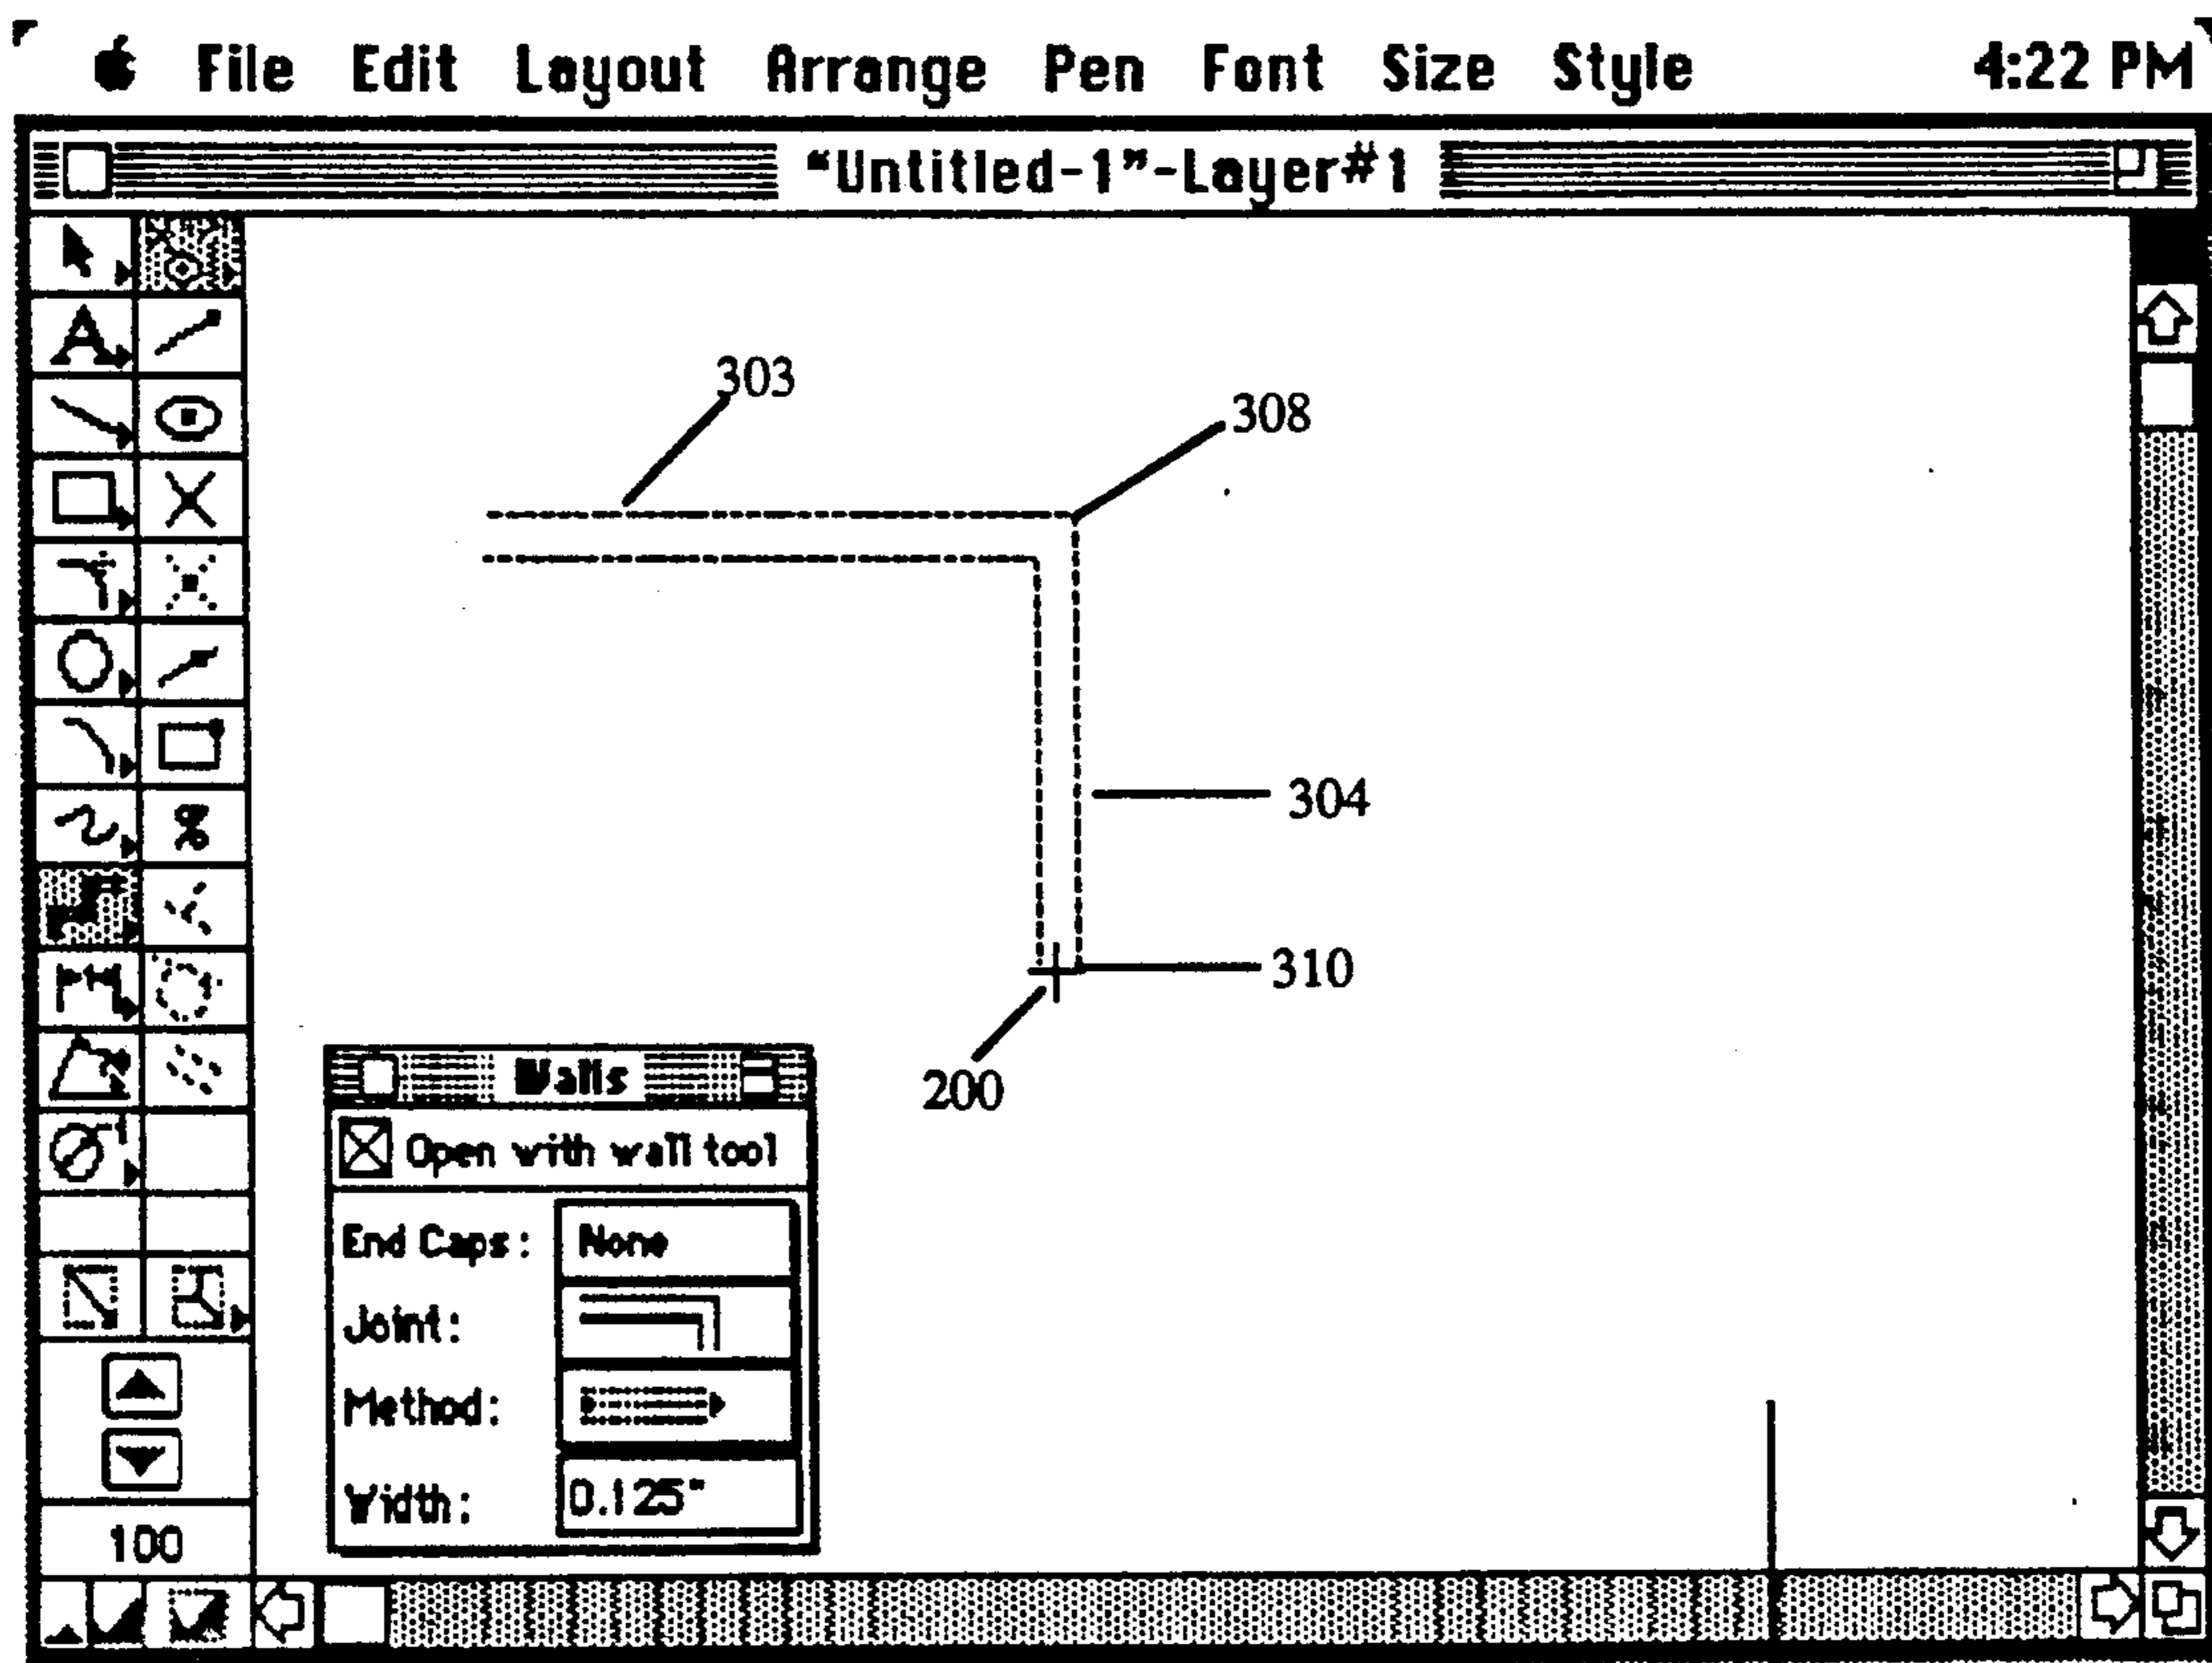 File Edit Layout Arrange Pen Font Size Style 4:22 PM
“Untitled-1”-Layer#1
A
303
308
%
304
310
200
Walls
Open with wall tool
End Caps: None
Joint:
Method:
Width: 0.125"
100